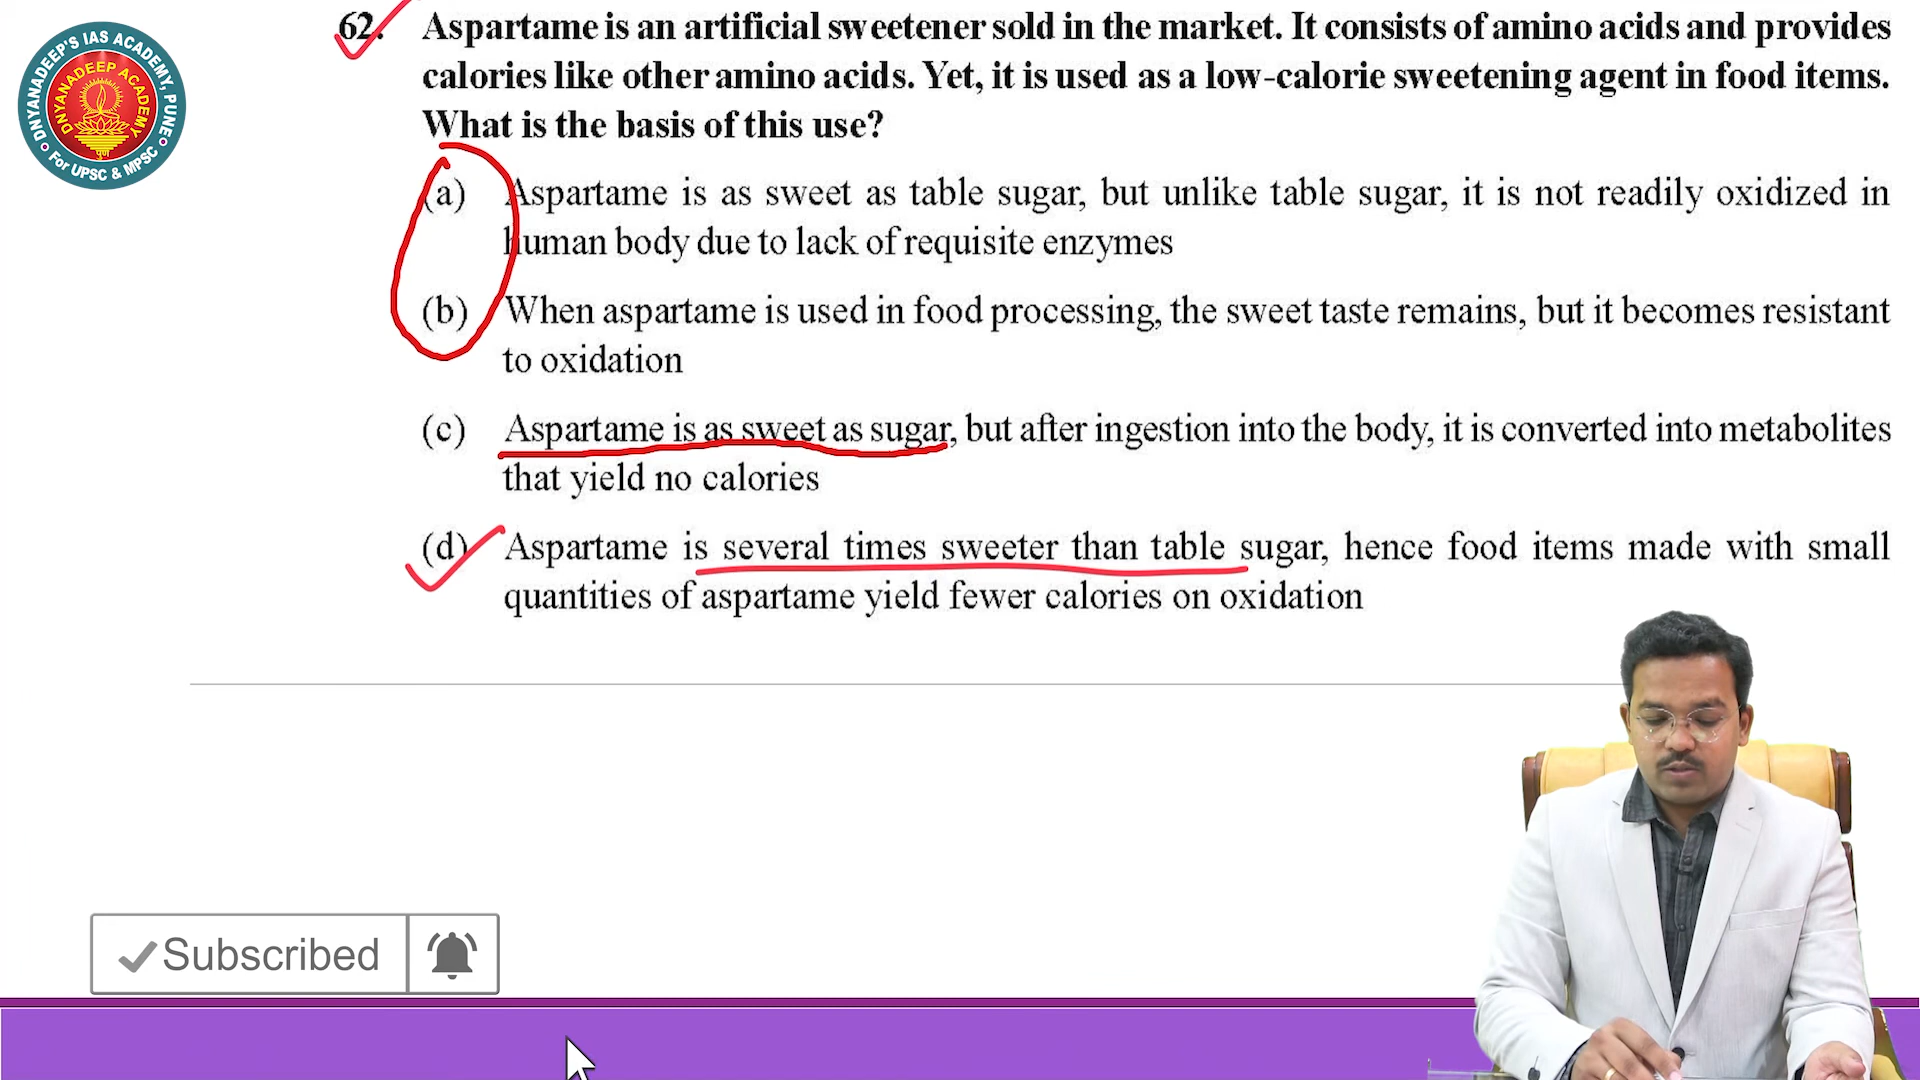 DNYANADEEP'S IAS ACADEMY, PUNE
DNYANADEEP ACADEMY
पुणे
For UPSC & MPSC
62. Aspartame is an artificial sweetener sold in the market. It consists of amino acids and provides
calories like other amino acids. Yet, it is used as a low-calorie sweetening agent in food items.
What is the basis of this use?
(a) Aspartame is as sweet as table sugar, but unlike table sugar, it is not readily oxidized in
human body due to lack of requisite enzymes
(b) When aspartame is used in food processing, the sweet taste remains, but it becomes resistant
to oxidation
(c) Aspartame is as sweet as sugar, but after ingestion into the body, it is converted into metabolites
that yield no calories
(d) Aspartame is several times sweeter than table sugar, hence food items made with small
quantities of aspartame yield fewer calories on oxidation
Subscribed